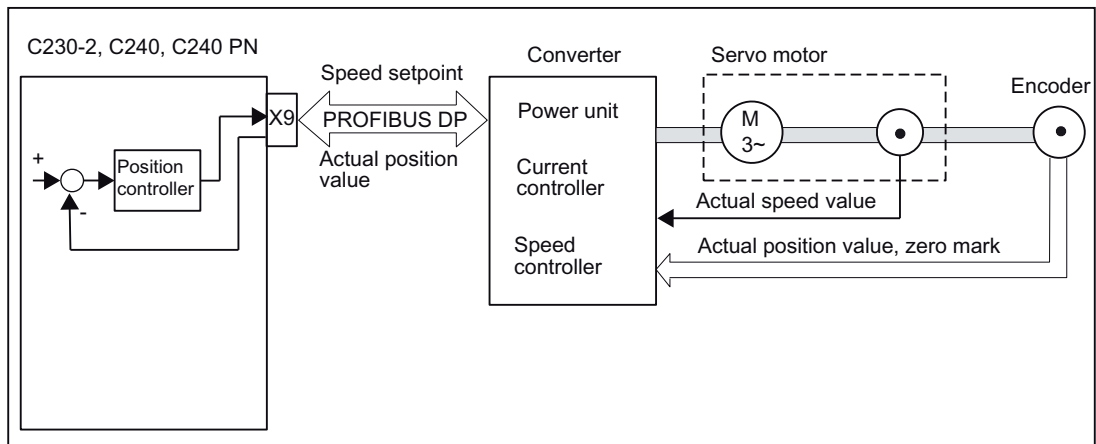 C230-2, C240, C240 PN
+
-
Position
controller
X9
Speed setpoint
PROFIBUS DP
Actual position
value
Converter
Power unit
Current
controller
Speed
controller
Servo motor
M
3~
Encoder
Actual speed value
Actual position value, zero mark